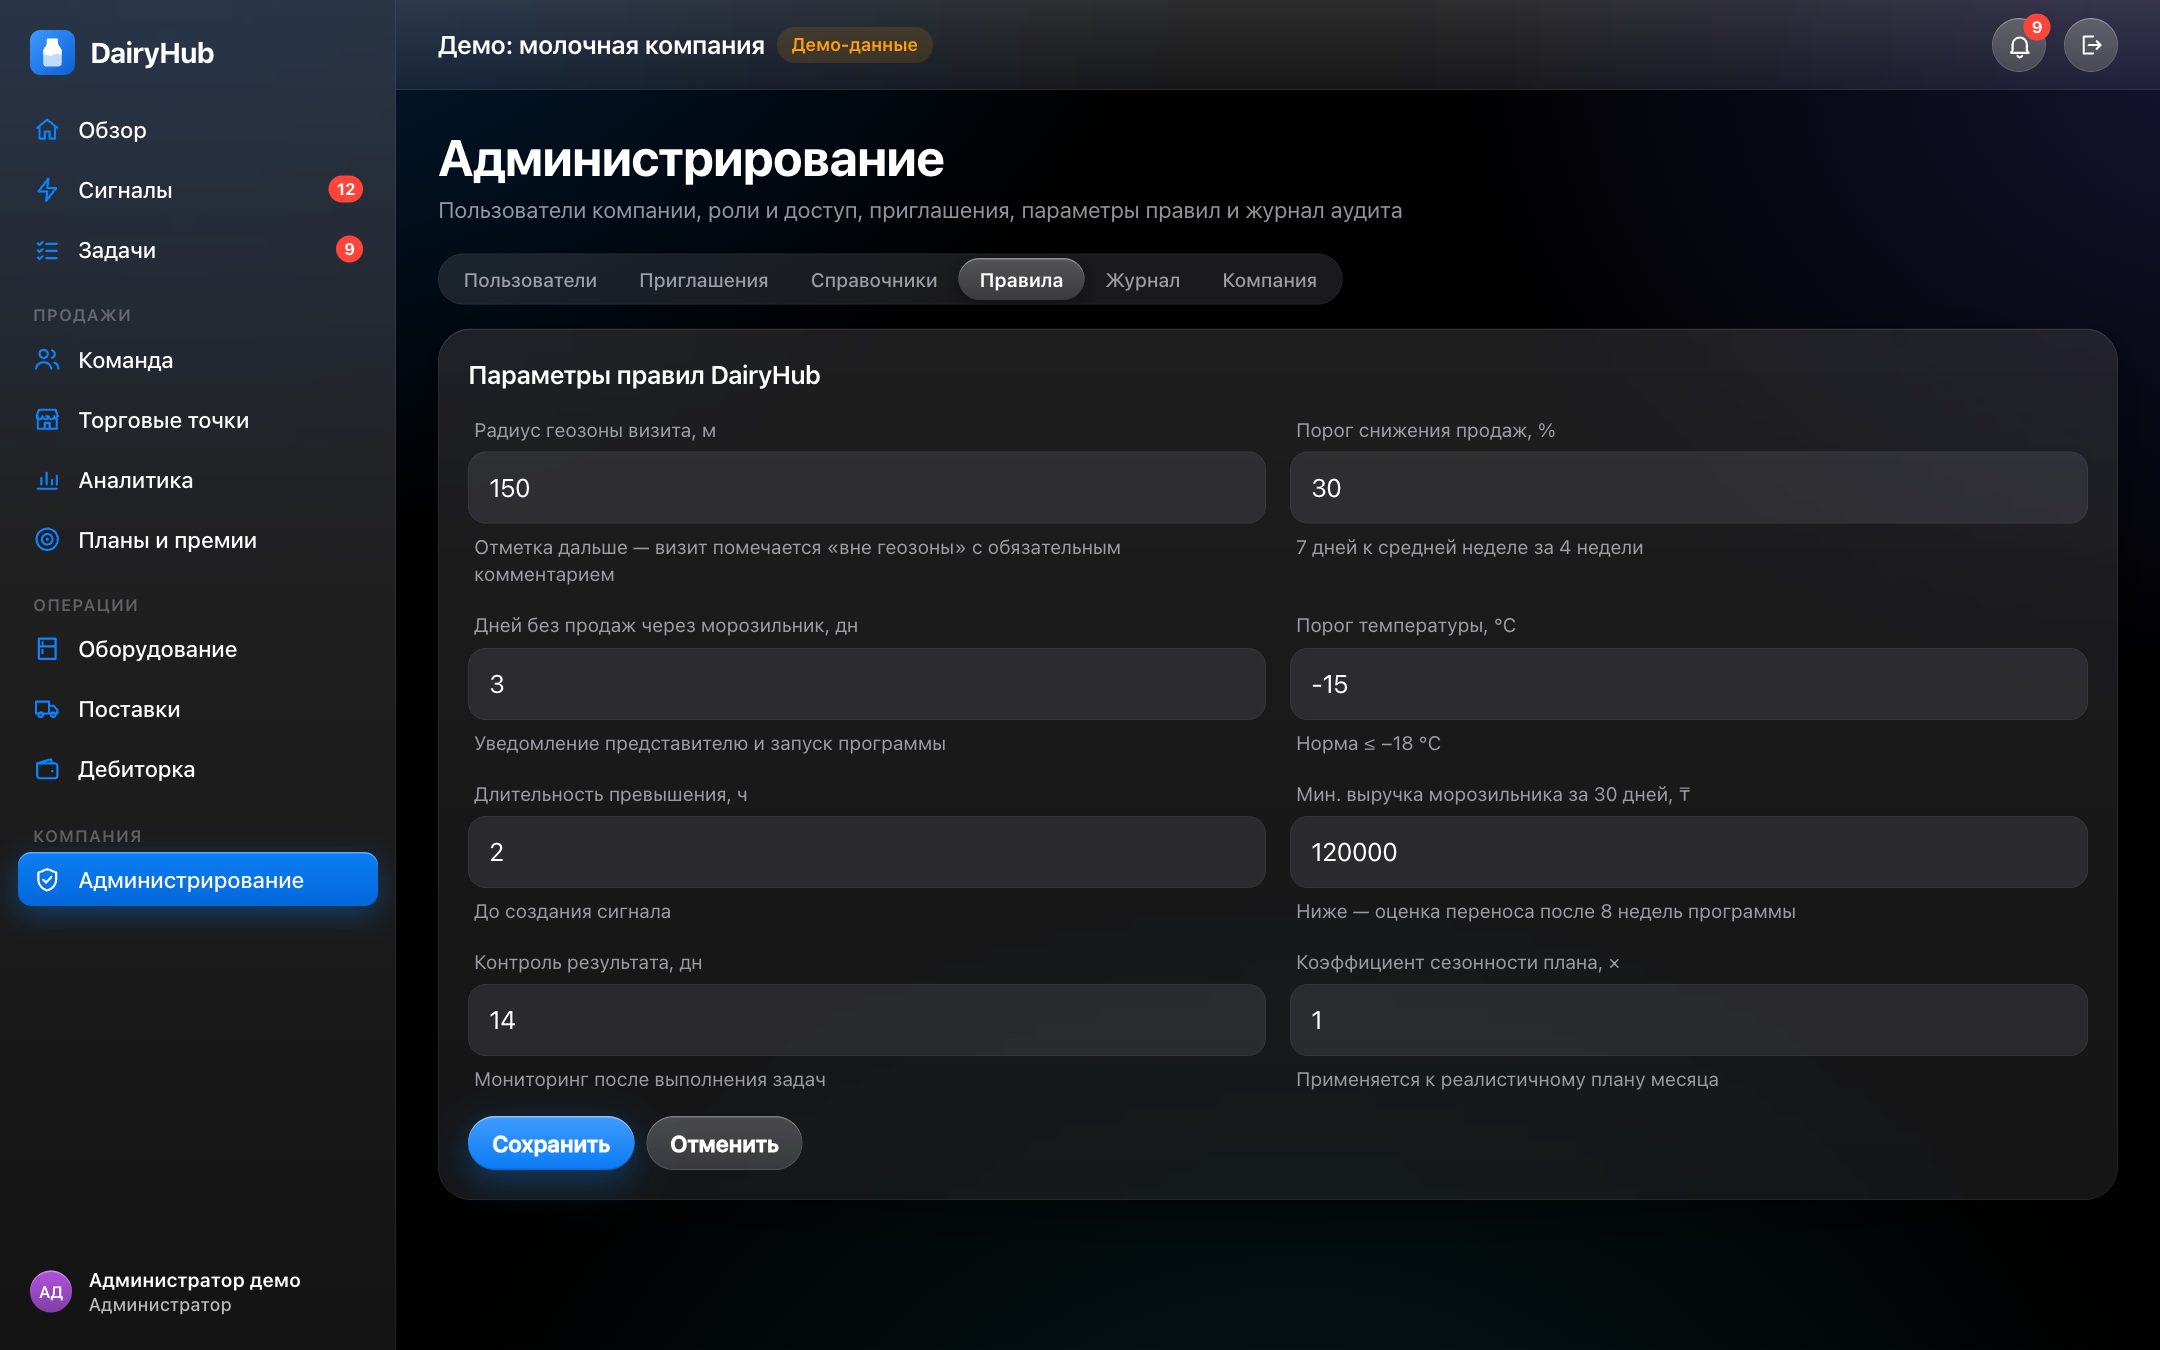 DairyHub
Обзор
Сигналы 12
Задачи 9
ПРОДАЖИ
Команда
Торговые точки
Аналитика
Планы и премии
ОПЕРАЦИИ
Оборудование
Поставки
Дебиторка
КОМПАНИЯ
Администрирование
АД
Администратор демо
Администратор
Демо: молочная компания Демо-данные
9
Администрирование
Пользователи компании, роли и доступ, приглашения, параметры правил и журнал аудита
Пользователи Приглашения Справочники Правила Журнал Компания
Параметры правил DairyHub
Радиус геозоны визита, м
150
Отметка дальше — визит помечается «вне геозоны» с обязательным
комментарием
Порог снижения продаж, %
30
7 дней к средней неделе за 4 недели
Дней без продаж через морозильник, дн
3
Уведомление представителю и запуск программы
Порог температуры, °C
-15
Норма ≤ −18 °C
Длительность превышения, ч
2
До создания сигнала
Мин. выручка морозильника за 30 дней, ₸
120000
Ниже — оценка переноса после 8 недель программы
Контроль результата, дн
14
Мониторинг после выполнения задач
Коэффициент сезонности плана, ×
1
Применяется к реалистичному плану месяца
Сохранить Отменить